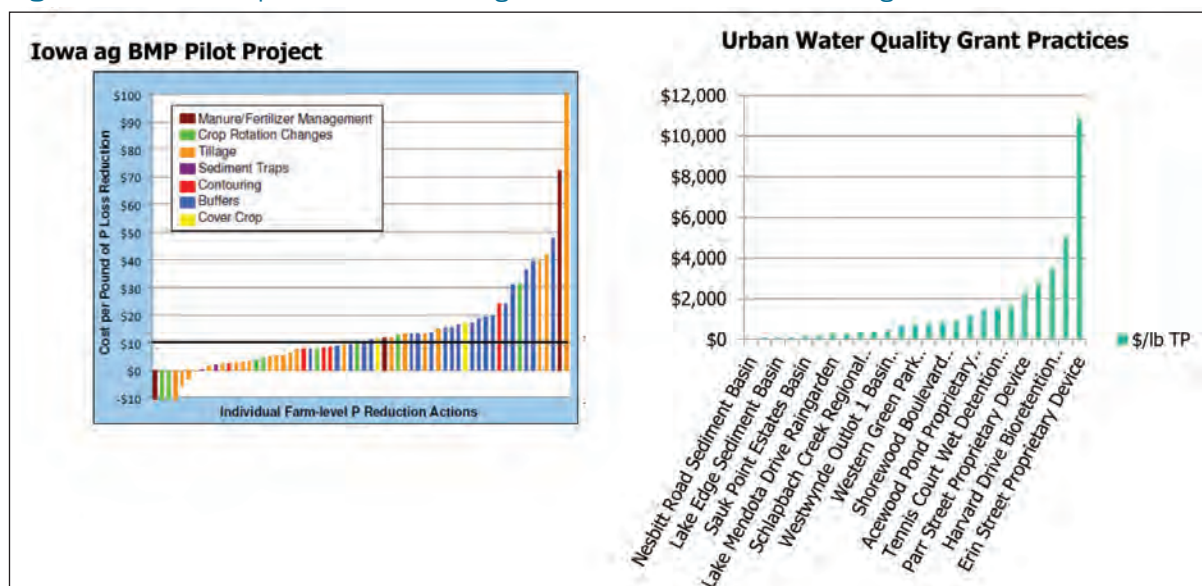 Iowa ag BMP Pilot Project
Cost per Pound of P Loss Reduction
$100
$90
$80
$70
$60
$50
$40
$30
$20
$10
$0
-$10
Manure/Fertilizer Management
Crop Rotation Changes
Tillage
Sediment Traps
Contouring
Buffers
Cover Crop
Individual Farm-level P Reduction Actions
Urban Water Quality Grant Practices
$12,000
$10,000
$8,000
$6,000
$4,000
$2,000
$0
Nesbitt Road Sediment Basin
Lake Edge Sediment Basin
Sauk Point Estates Basin
Lake Mendota Drive Raingarden
Schlapbach Creek Regional..
Westwynde Outlot 1 Basin..
Western Green Park..
Shorewood Boulevard..
Acewood Pond Proprietary..
Tennis Court Wet Detention..
Parr Street Proprietary Device
Harvard Drive Bioretention..
Erin Street Proprietary Device
$/lb TP